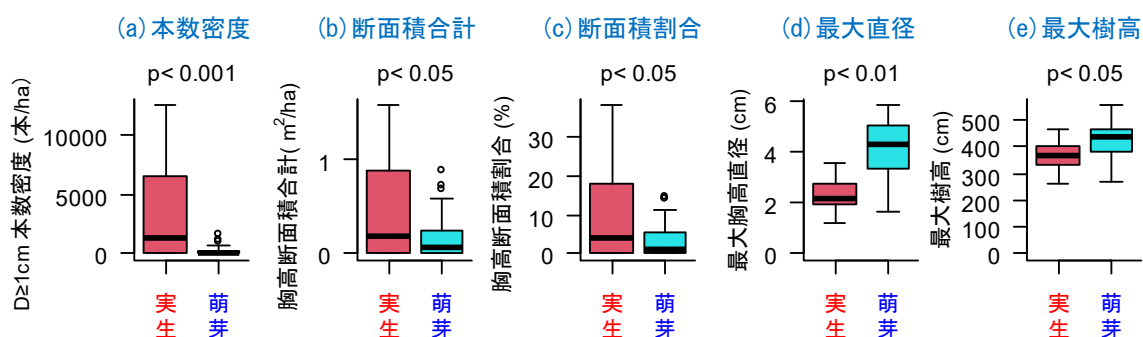 (a)本数密度
p< 0.001
D≥1cm 本数密度 (本/ha)
10000
5000
0
実生
萌芽
(b)断面積合計
p< 0.05
胸高断面積合計( m²/ha)
1
0
実生
萌芽
(c)断面積割合
p< 0.05
胸高断面積割合 (%)
30
20
10
0
実生
萌芽
(d)最大直径
p< 0.01
最大胸高直径 (cm)
6
4
2
0
実生
萌芽
(e)最大樹高
p< 0.05
最大樹高 (cm)
500
400
300
200
100
0
実生
萌芽